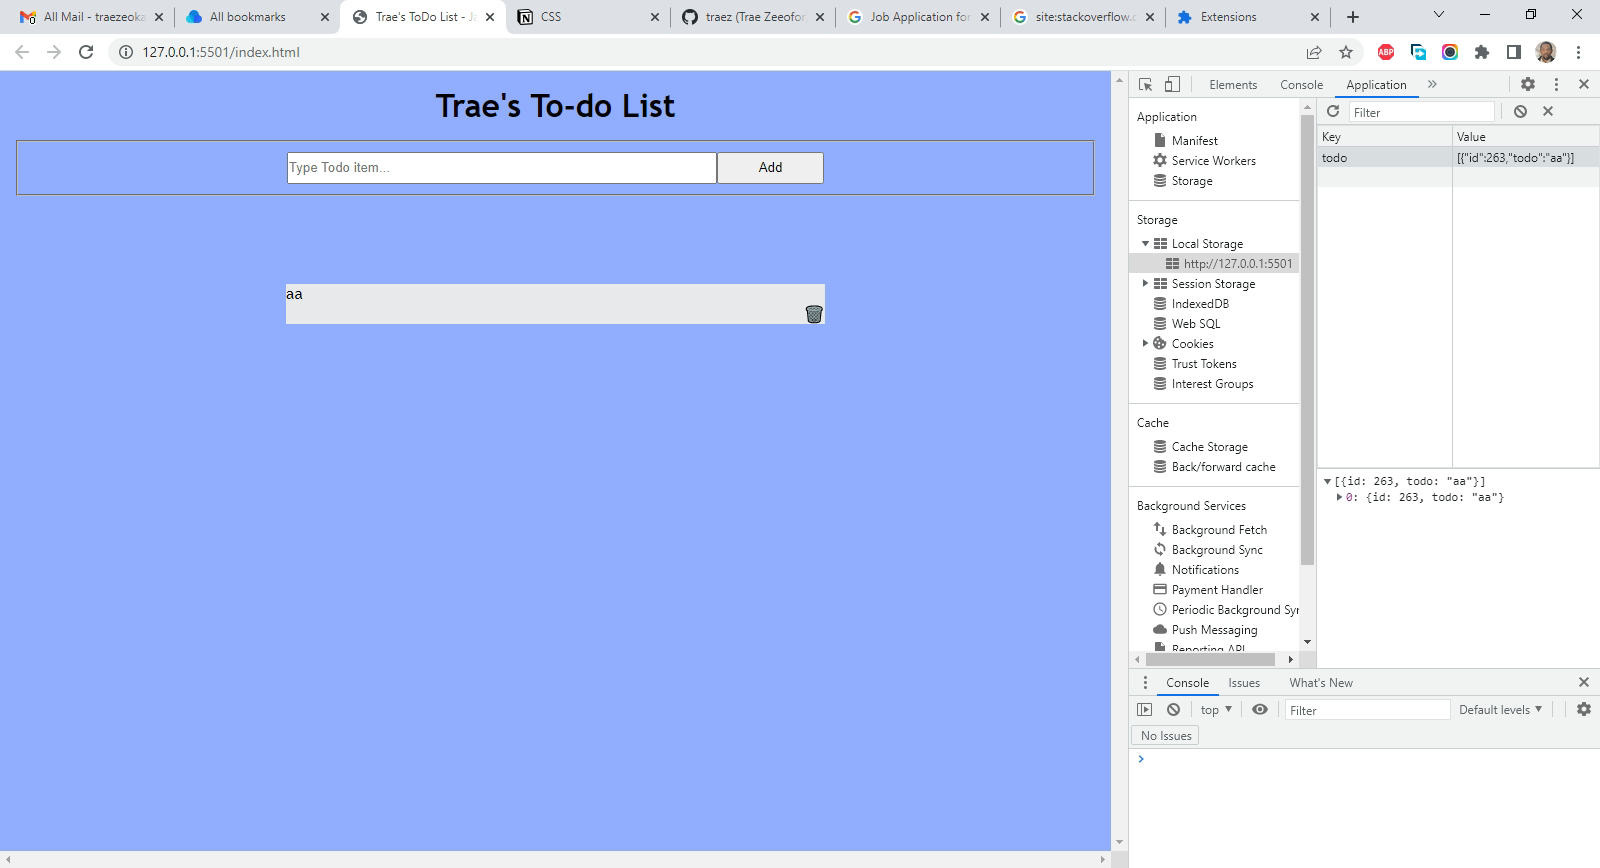 All Mail - traezeoka
All bookmarks
Trae's ToDo List - Ja
CSS
traez (Trae Zeeofor
Job Application for
site:stackoverflow.c
Extensions
127.0.0.1:5501/index.html
ABP
Trae's To-do List
Type Todo item...
Add
aa
Elements
Console
Application
Application
Manifest
Service Workers
Storage
Storage
Local Storage
http://127.0.0.1:5501
Session Storage
IndexedDB
Web SQL
Cookies
Trust Tokens
Interest Groups
Cache
Cache Storage
Back/forward cache
Background Services
Background Fetch
Background Sync
Notifications
Payment Handler
Periodic Background Syn
Push Messaging
Reporting API
Filter
Key Value
todo [{"id":263,"todo":"aa"}]
[{id: 263, todo: "aa"}]
0: {id: 263, todo: "aa"}
Console
Issues
What's New
top
Filter
Default levels
No Issues